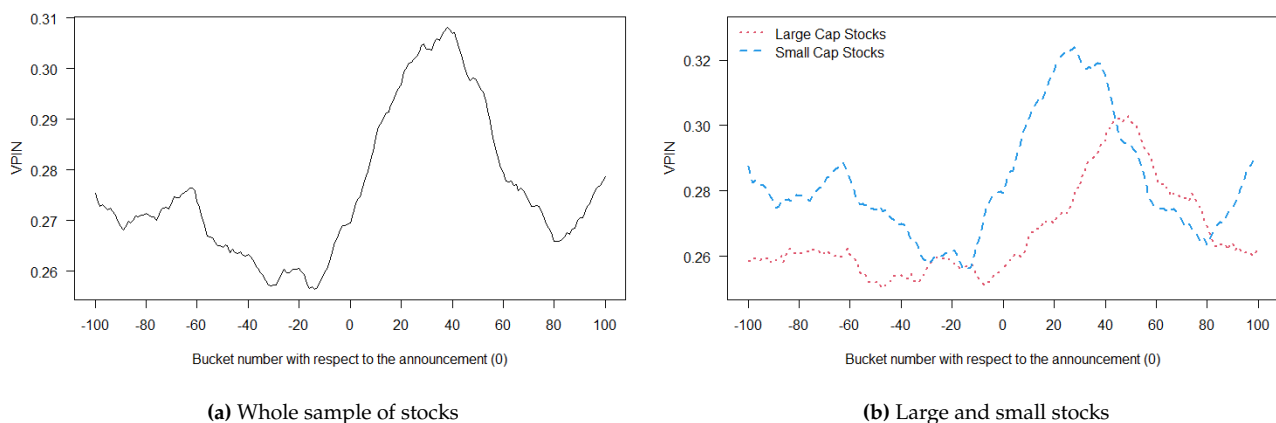 0.31
0.30
0.29
0.28
0.27
0.26
VPIN
-100 -80 -60 -40 -20 0 20 40 60 80 100
Bucket number with respect to the announcement (0)
(a) Whole sample of stocks
Large Cap Stocks
Small Cap Stocks
0.32
0.30
0.28
0.26
VPIN
-100 -80 -60 -40 -20 0 20 40 60 80 100
Bucket number with respect to the announcement (0)
(b) Large and small stocks